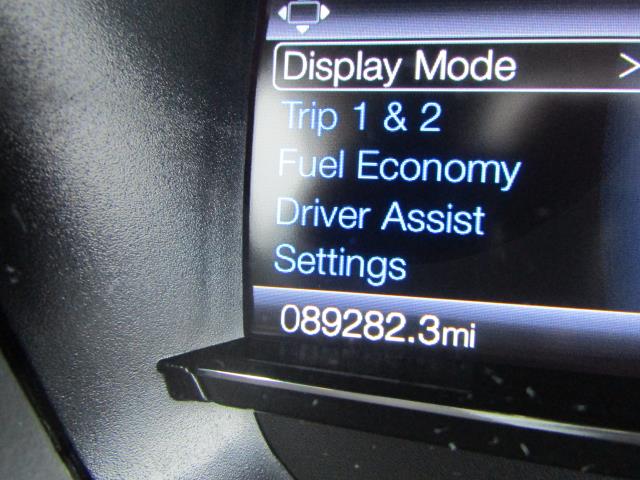 Display Mode >
Trip 1 & 2
Fuel Economy
Driver Assist
Settings
089282.3mi